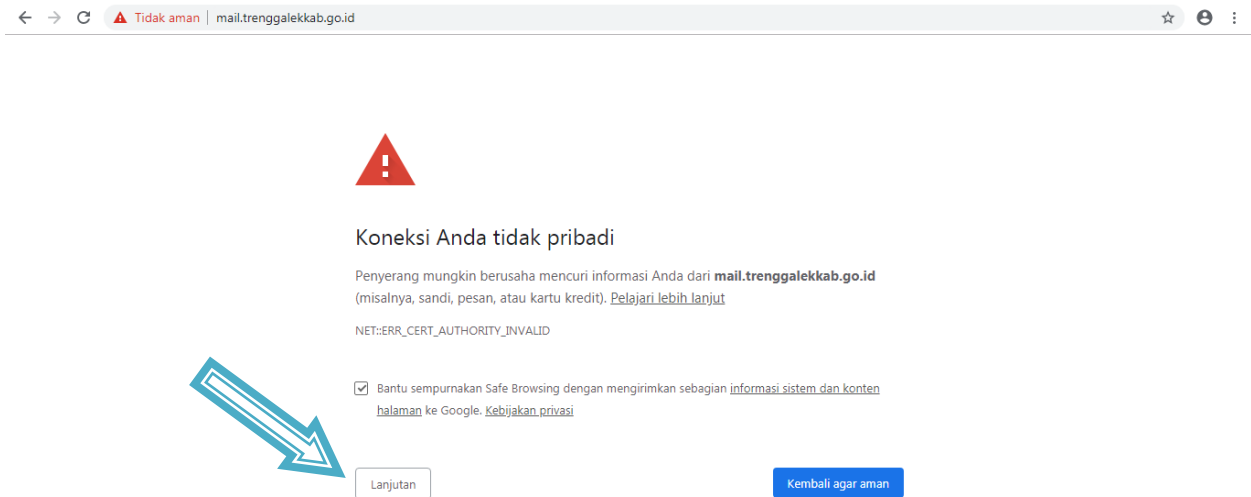 Tidak aman mail.trenggalekkab.go.id
Koneksi Anda tidak pribadi
Penyerang mungkin berusaha mencuri informasi Anda dari mail.trenggalekkab.go.id
(misalnya, sandi, pesan, atau kartu kredit). Pelajari lebih lanjut
NET::ERR_CERT_AUTHORITY_INVALID
Bantu sempurnakan Safe Browsing dengan mengirimkan sebagian informasi sistem dan konten
halaman ke Google. Kebijakan privasi
Lanjutan Kembali agar aman